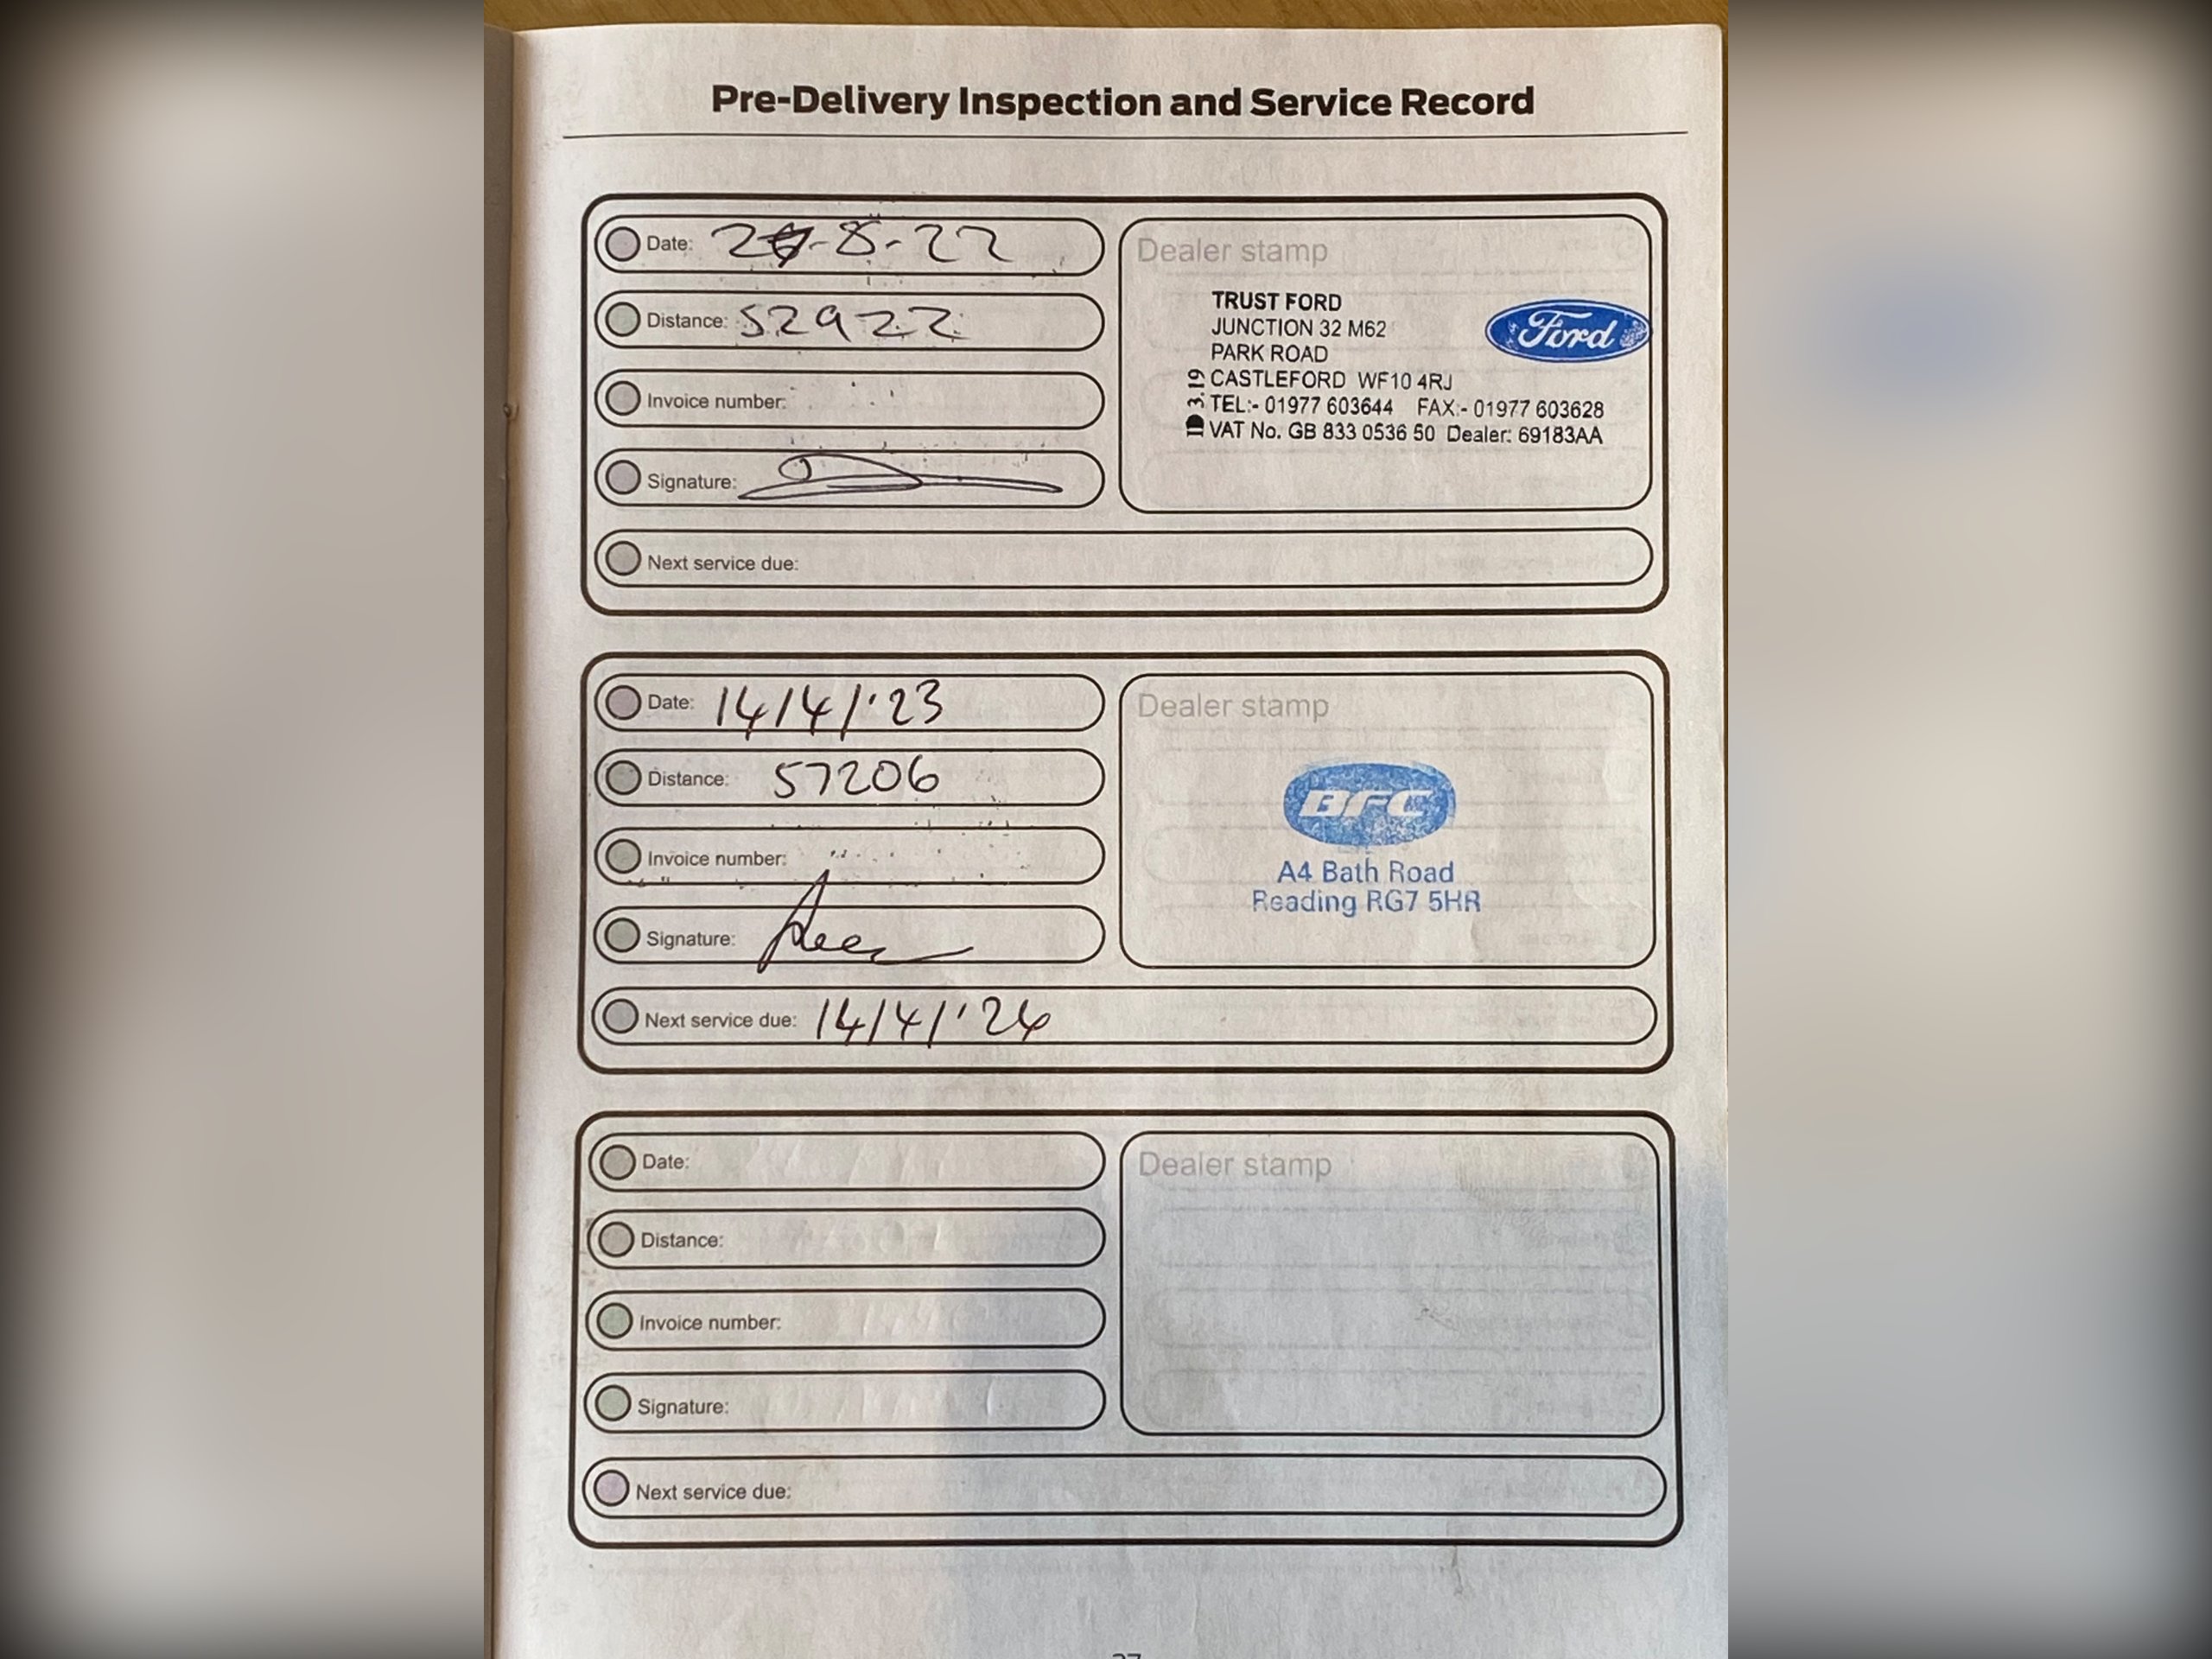 Pre-Delivery Inspection and Service Record
Date: -8-22
Distance: 52922
Invoice number:
Signature:
Next service due:
Dealer stamp
TRUST FORD
JUNCTION 32 M62
PARK ROAD
CASTLEFORD WF10 4RJ
TEL:- 01977 603644 FAX:- 01977 603628
VAT No. GB 833 0536 50 Dealer: 69183AA
3.19
Ford
Date: 14/4/'23
Distance: 57206
Invoice number:
Signature:
Next service due: 14/4/'24
Dealer stamp
BFC
A4 Bath Road
Reading RG7 5HR
Date:
Distance:
Invoice number:
Signature:
Next service due:
Dealer stamp